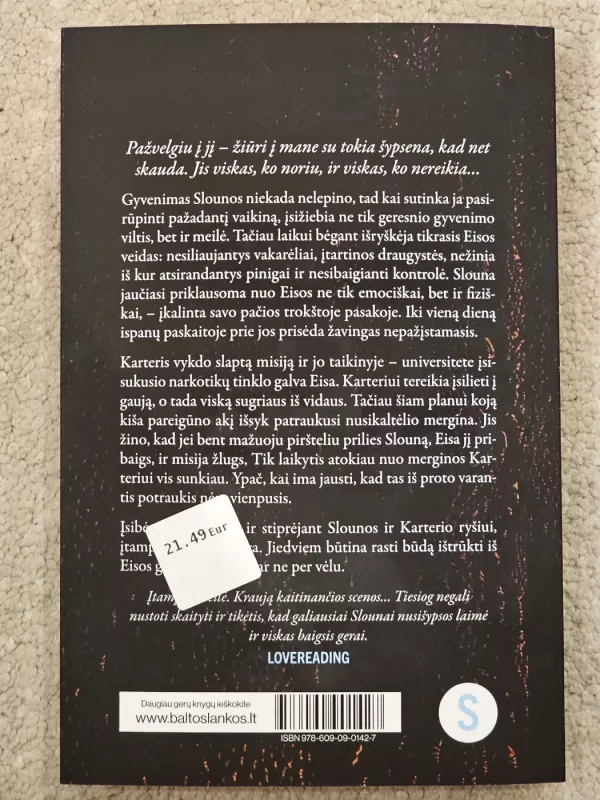 Pažvelgiu į jį – žiūri į mane su tokia šypsena, kad net
skauda. Jis viskas, ko noriu, ir viskas, ko nereikia...
Gyvenimas Slounos niekada nelepino, tad kai sutinka ja pasi-
rūpinti pažadantį vaikiną, įsižiebia ne tik geresnio gyvenimo
viltis, bet ir meilė. Tačiau laikui bėgant išryškėja tikrasis Eisos
veidas: nesiliaujantys vakarėliai, įtartinos draugystės, nežinia
iš kur atsirandantys pinigai ir nesibaigianti kontrolė. Slouna
jaučiasi priklausoma nuo Eisos ne tik emociškai, bet ir fiziš-
kai, – įkalinta savo pačios trokštoje pasakoje. Iki vieną dieną
ispanų paskaitoje prie jos prisėda žavingas nepažįstamasis.
Karteris vykdo slaptą misiją ir jo taikinyje – universitete įsi-
sukusio narkotikų tinklo galva Eisa. Karteriui tereikia įsilieti į
gaują, o tada viską sugriaus iš vidaus. Tačiau šiam planui koją
kiša pareigūno akį išsyk patraukusi nusikaltėlio mergina. Jis
žino, kad jei bent mažuoju piršteliu prilies Slouną, Eisa jį pri-
baigs, ir misija žlugs. Tik laikytis atokiau nuo merginos Kar-
teriui vis sunkiau. Ypač, kai ima jausti, kad tas iš proto varan-
tis potraukis vienpusis.
ir stiprėjant Slounos ir Karterio ryšiui,
Jiedviem būtina rasti būdą ištrūkti iš
Eisos ne per vėlu.
21.49 Eur
Kraują kaitinančios scenos... Tiesiog negali
nustoti skaityti ir tikėtis, kad galiausiai Slounai nusišypsos laimė
ir viskas baigsis gerai.
LOVEREADING
Daugiau gerų knygų ieškokite
www.baltoslankos.lt
ISBN 978-609-09-0142-7
S